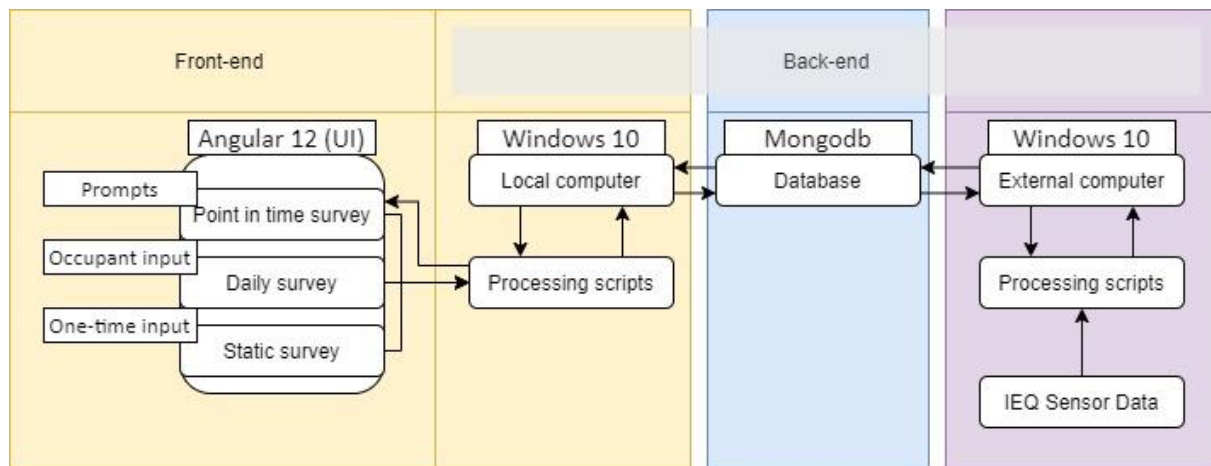 Front-end
Back-end
Angular 12 (UI)
Windows 10
Mongodb
Windows 10
Prompts
Point in time survey
Local computer
Database
External computer
Occupant input
Daily survey
Processing scripts
Processing scripts
One-time input
Static survey
IEQ Sensor Data